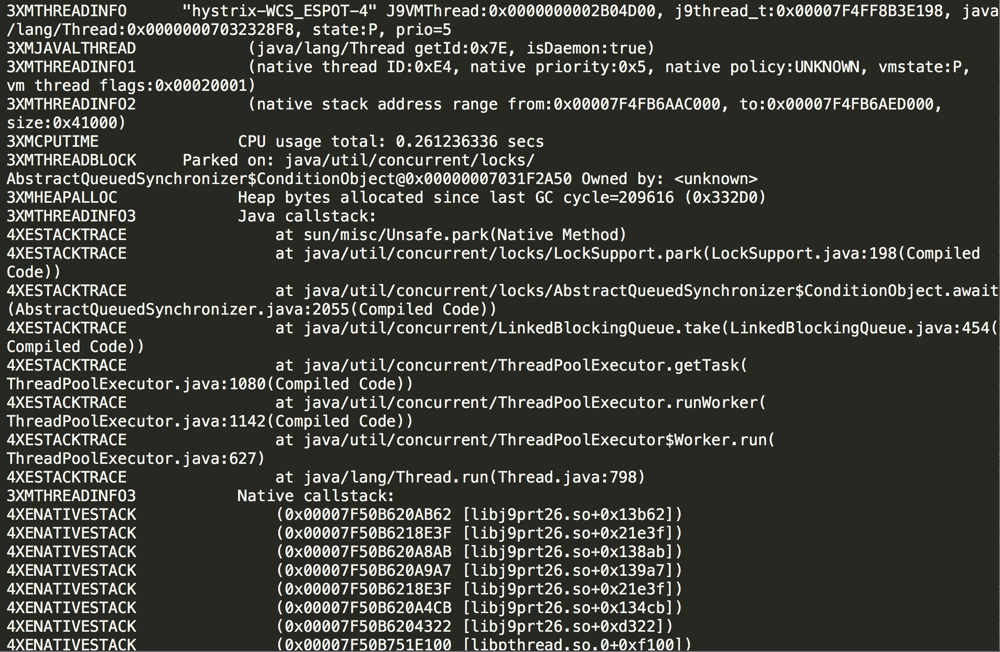 3XMTHREADINFO      "hystrix-WCS_ESPOT-4" J9VMThread:0x0000000002B04D00, j9thread_t:0x00007F4FF8B3E198, java
/lang/Thread:0x00000007032328F8, state:P, prio=5
3XMJAVALTHREAD            (java/lang/Thread getId:0x7E, isDaemon:true)
3XMTHREADINFO1            (native thread ID:0xE4, native priority:0x5, native policy:UNKNOWN, vmstate:P,
vm thread flags:0x00020001)
3XMTHREADINFO2            (native stack address range from:0x00007F4FB6AAC000, to:0x00007F4FB6AED000,
size:0x41000)
3XMCPUTIME               CPU usage total: 0.261236336 secs
3XMTHREADBLOCK     Parked on: java/util/concurrent/locks/
AbstractQueuedSynchronizer$ConditionObject@0x00000007031F2A50 Owned by: <unknown>
3XMHEAPALLOC             Heap bytes allocated since last GC cycle=209616 (0x332D0)
3XMTHREADINFO3           Java callstack:
4XESTACKTRACE                at sun/misc/Unsafe.park(Native Method)
4XESTACKTRACE                at java/util/concurrent/locks/LockSupport.park(LockSupport.java:198(Compiled
Code))
4XESTACKTRACE                at java/util/concurrent/locks/AbstractQueuedSynchronizer$ConditionObject.await
(AbstractQueuedSynchronizer.java:2055(Compiled Code))
4XESTACKTRACE                at java/util/concurrent/LinkedBlockingQueue.take(LinkedBlockingQueue.java:454(
Compiled Code))
4XESTACKTRACE                at java/util/concurrent/ThreadPoolExecutor.getTask(
ThreadPoolExecutor.java:1080(Compiled Code))
4XESTACKTRACE                at java/util/concurrent/ThreadPoolExecutor.runWorker(
ThreadPoolExecutor.java:1142(Compiled Code))
4XESTACKTRACE                at java/util/concurrent/ThreadPoolExecutor$Worker.run(
ThreadPoolExecutor.java:627)
4XESTACKTRACE                at java/lang/Thread.run(Thread.java:798)
3XMTHREADINFO3           Native callstack:
4XENATIVESTACK               (0x00007F50B620AB62 [libj9prt26.so+0x13b62])
4XENATIVESTACK               (0x00007F50B6218E3F [libj9prt26.so+0x21e3f])
4XENATIVESTACK               (0x00007F50B620A8AB [libj9prt26.so+0x138ab])
4XENATIVESTACK               (0x00007F50B620A9A7 [libj9prt26.so+0x139a7])
4XENATIVESTACK               (0x00007F50B6218E3F [libj9prt26.so+0x21e3f])
4XENATIVESTACK               (0x00007F50B620A4CB [libj9prt26.so+0x134cb])
4XENATIVESTACK               (0x00007F50B6204322 [libj9prt26.so+0xd322])
4XENATIVESTACK               (0x00007F50B751E100 [libpthread.so.0+0xf100])